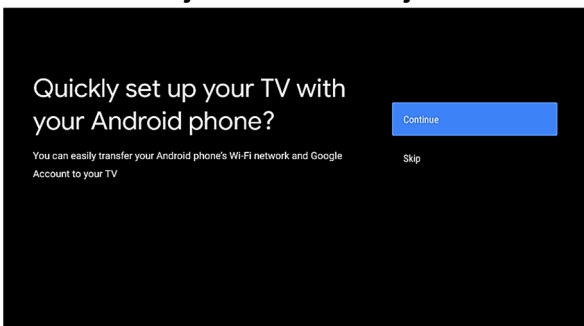 Quickly set up your TV with
your Android phone?
You can easily transfer your Android phone's Wi-Fi network and Google
Account to your TV
Continue
Skip